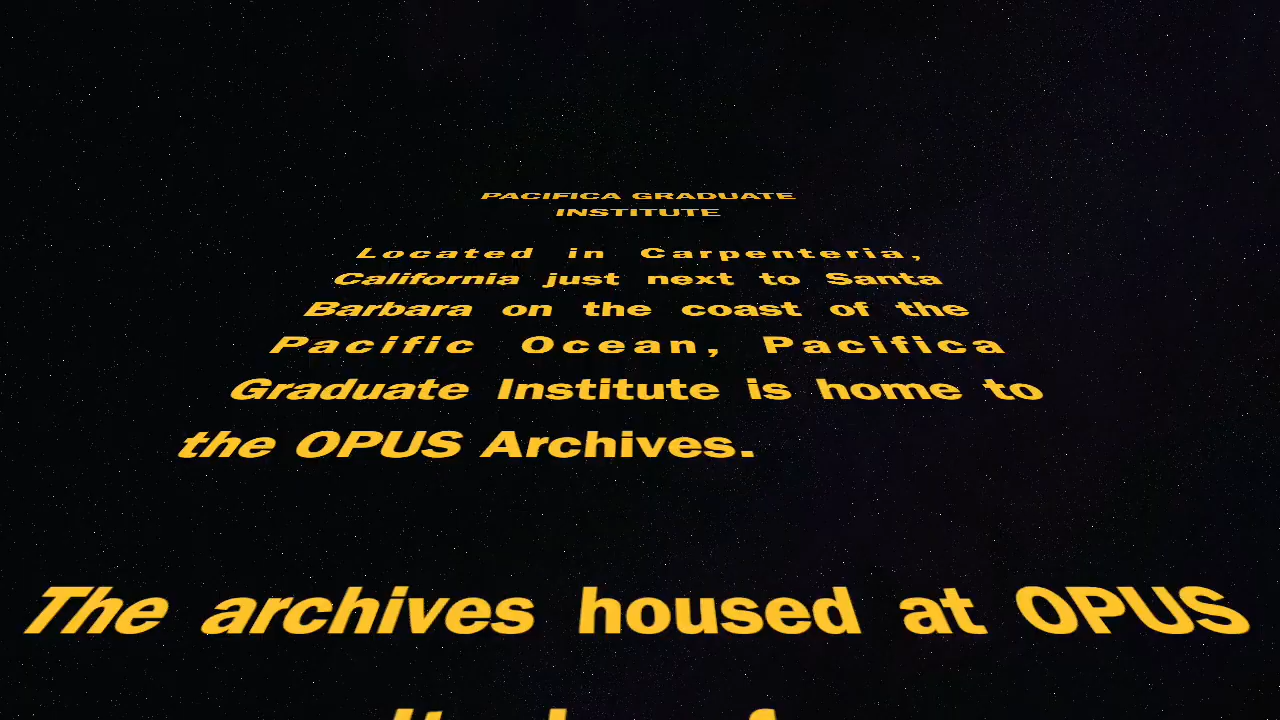 PACIFICA GRADUATE
INSTITUTE
Located in Carpenteria,
California just next to Santa
Barbara on the coast of the
Pacific Ocean, Pacifica
Graduate Institute is home to
the OPUS Archives.
The archives housed at OPUS